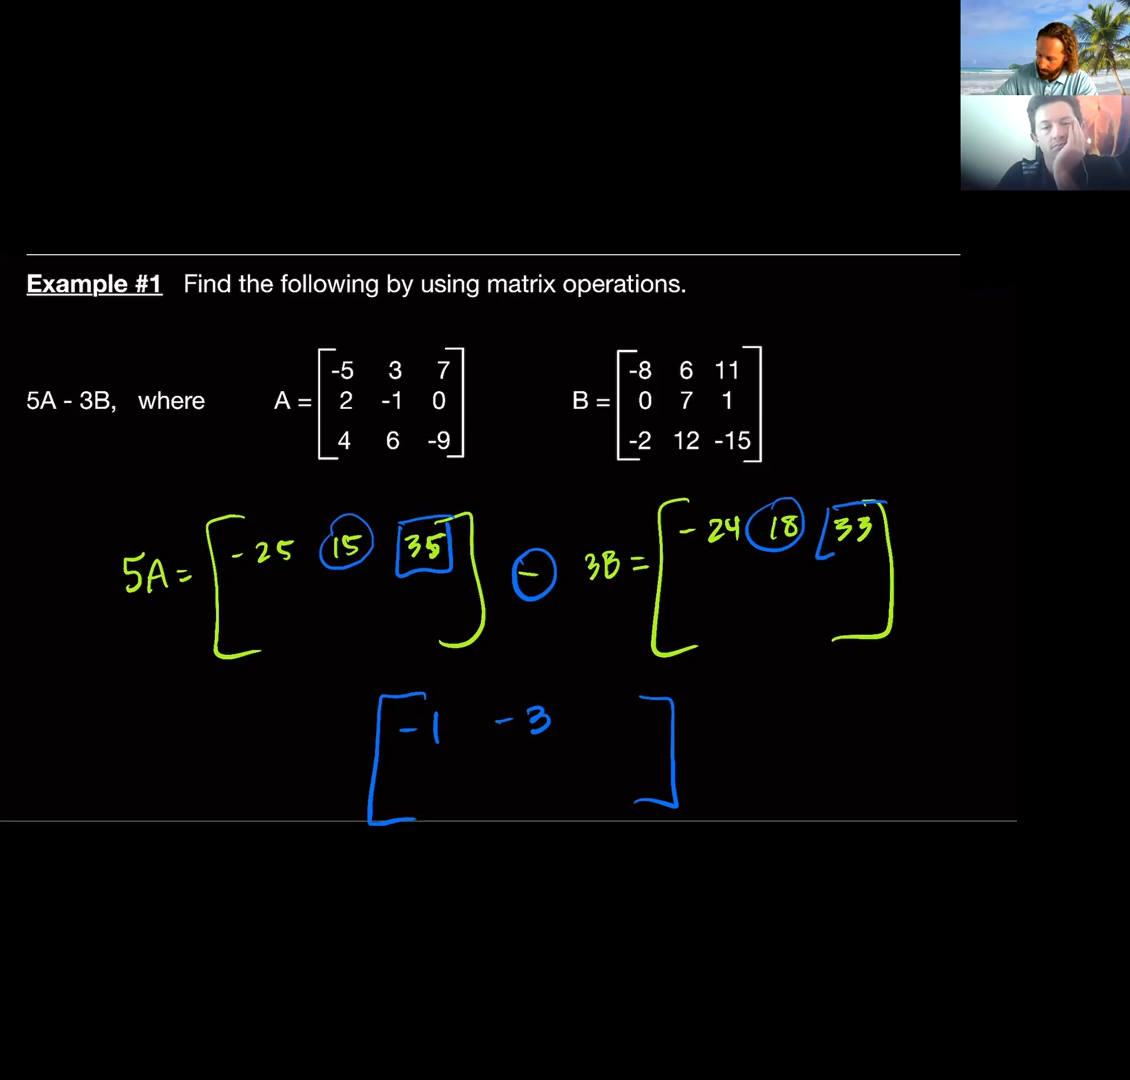 Example #1 Find the following by using matrix operations.
-5 3 7
-8 6 11
5A - 3B, where A = 2 -1 0 B = 0 7 1
4 6 -9
-2 12 -15
5A = -25 15 35 - 3B = -24 18 33
-1 -3